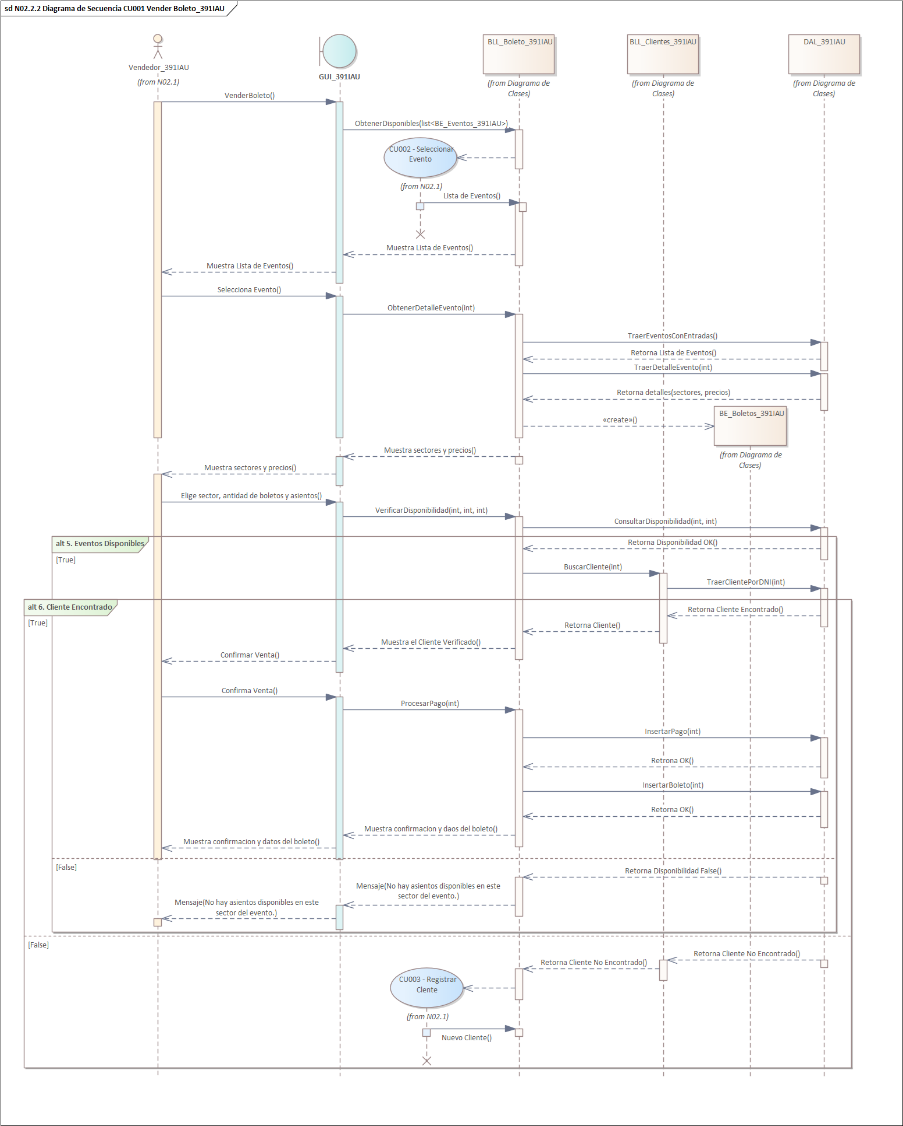 sd N02.2.2 Diagrama de Secuencia CU001 Vender Boleto_391IAU
Vendedor_391IAU
(from N02.1)
GUI_391IAU
BLL_Boleto_391IAU
(from Diagrama de
Clases)
BLL_Clientes_391IAU
(from Diagrama de
Clases)
DAL_391IAU
(from Diagrama de
Clases)
VenderBoleto()
ObtenerDisponibles(list<BE_Eventos_391IAU>)
CU002 - Seleccionar
Evento
(from N02.1)
Lista de Eventos()
Muestra Lista de Eventos()
Muestra Lista de Eventos()
Selecciona Evento()
ObtenerDetalleEvento(int)
TraerEventosConEntradas()
Retorna Lista de Eventos()
TraerDetalleEvento(int)
Retorna detalles(sectores, precios)
«create»()
BE_Boletos_391IAU
(from Diagrama de
Clases)
Muestra sectores y precios()
Muestra sectores y precios()
Elige sector, antidad de boletos y asientos()
VerificarDisponibilidad(int, int, int)
ConsultarDisponibilidad(int, int)
alt 5. Eventos Disponibles
Retorna Disponibilidad OK()
[True]
BuscarCliente(int)
TraerClientePorDNI(int)
alt 6. Cliente Encontrado
Retorna Cliente Encontrado()
[True]
Retorna Cliente()
Muestra el Cliente Verificado()
Confirmar Venta()
Confirma Venta()
ProcesarPago(int)
InsertarPago(int)
Retrona OK()
InsertarBoleto(int)
Retorna OK()
Muestra confirmacion y daos del boleto()
Muestra confirmacion y datos del boleto()
[False]
Retorna Disponibilidad False()
Mensaje(No hay asientos disponibles en este
sector del evento.)
Mensaje(No hay asientos disponibles en este
sector del evento.)
[False]
Retorna Cliente No Encontrado()
Retorna Cliente No Encontrado()
CU003 - Registrar
Cliente
(from N02.1)
Nuevo Cliente()